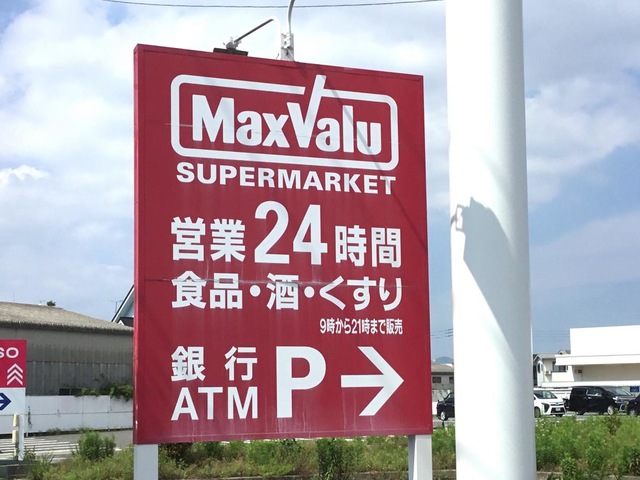 MaxValu
SUPERMARKET
営業24時間
食品・酒・くすり
9時から21時まで販売
銀行
ATM P →
SO